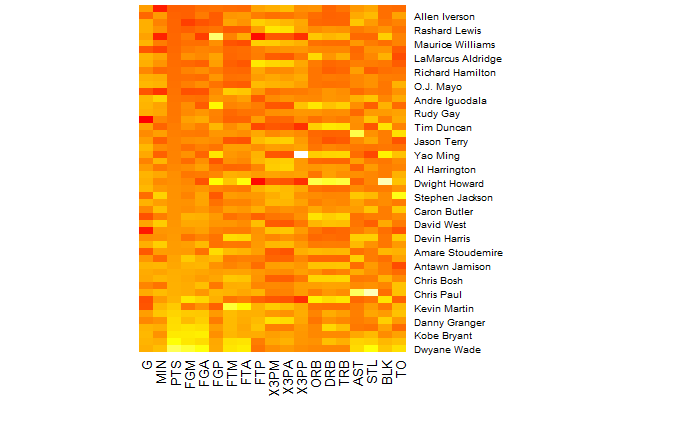 Allen Iverson
Rashard Lewis
Maurice Williams
LaMarcus Aldridge
Richard Hamilton
O.J. Mayo
Andre Iguodala
Rudy Gay
Tim Duncan
Jason Terry
Yao Ming
Al Harrington
Dwight Howard
Stephen Jackson
Caron Butler
David West
Devin Harris
Amare Stoudemire
Antawn Jamison
Chris Bosh
Chris Paul
Kevin Martin
Danny Granger
Kobe Bryant
Dwyane Wade
G
MIN
PTS
FGM
FGA
FGP
FTM
FTA
FTP
X3PM
X3PA
X3PP
ORB
DRB
TRB
AST
STL
BLK
TO